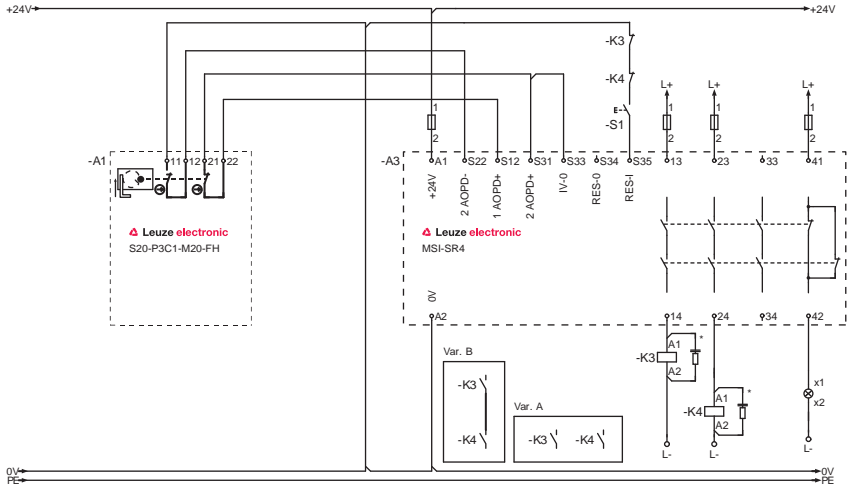 +24V +24V
-K3
-K4 L+ L+ L+
E-- 1 1 1 1
-S1
2 2 2 2
-A1 11 12 21 22 -A3 A1 S22 S12 S31 S33 S34 S35 13 23 33 41
+24V
2 AOPD-
1 AOPD+
2 AOPD+
IV-0
RES-0
RES-I
Leuze electronic Leuze electronic
S20-P3C1-M20-FH MSI-SR4
0V
A2 14 24 34 42
Var. B A1 *
-K3 -K3
A2 * x1
Var. A A1 x2
-K4 -K3 -K4 -K4
A2
L- L- L-
0V 0V
PE PE